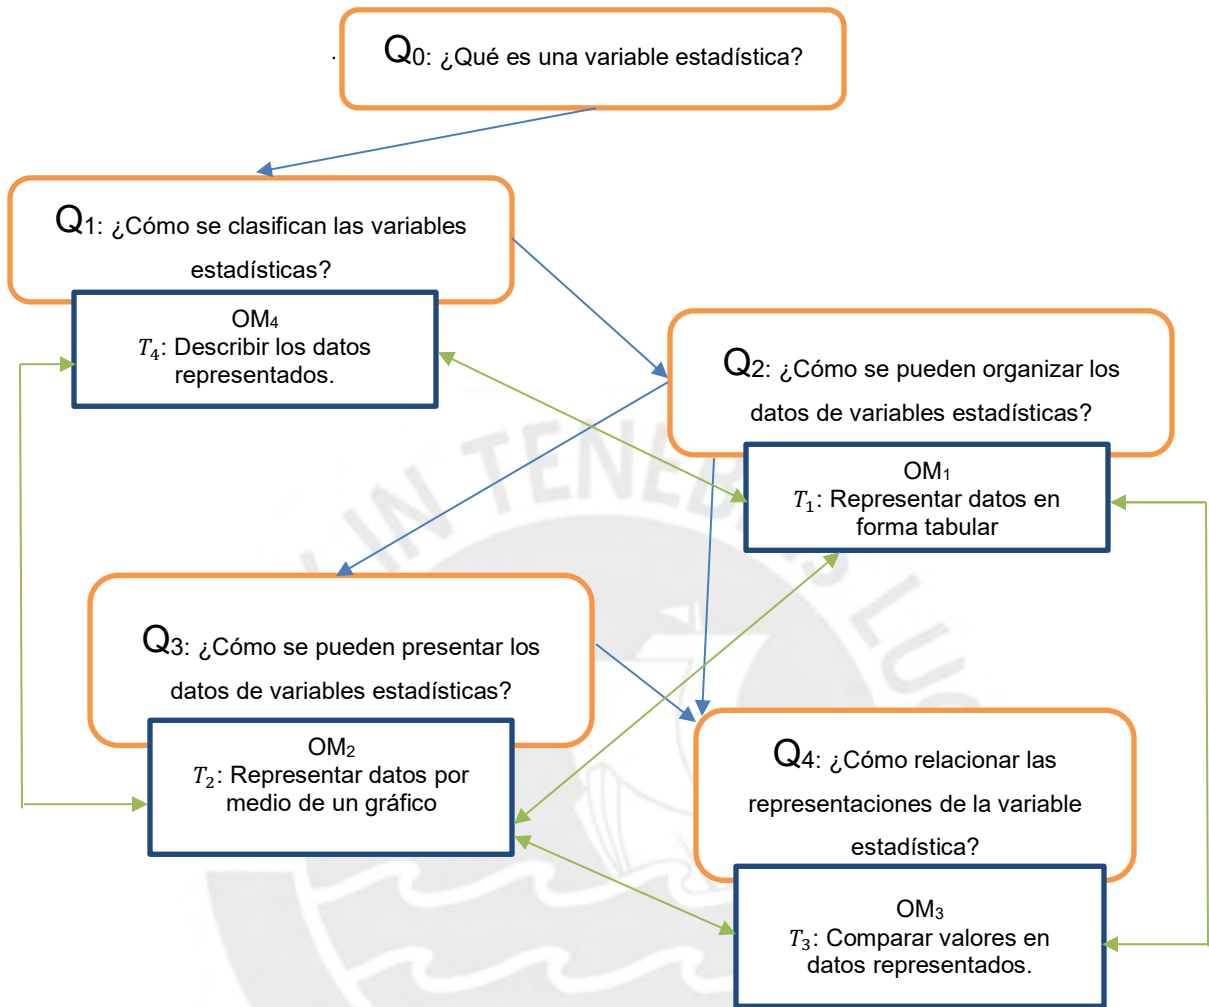 Q0: ¿Qué es una variable estadística?
Q1: ¿Cómo se clasifican las variables
estadísticas?
OM4
T4: Describir los datos
representados.
Q2: ¿Cómo se pueden organizar los
datos de variables estadísticas?
OM1
T1: Representar datos en
forma tabular
Q3: ¿Cómo se pueden presentar los
datos de variables estadísticas?
OM2
T2: Representar datos por
medio de un gráfico
Q4: ¿Cómo relacionar las
representaciones de la variable
estadística?
OM3
T3: Comparar valores en
datos representados.